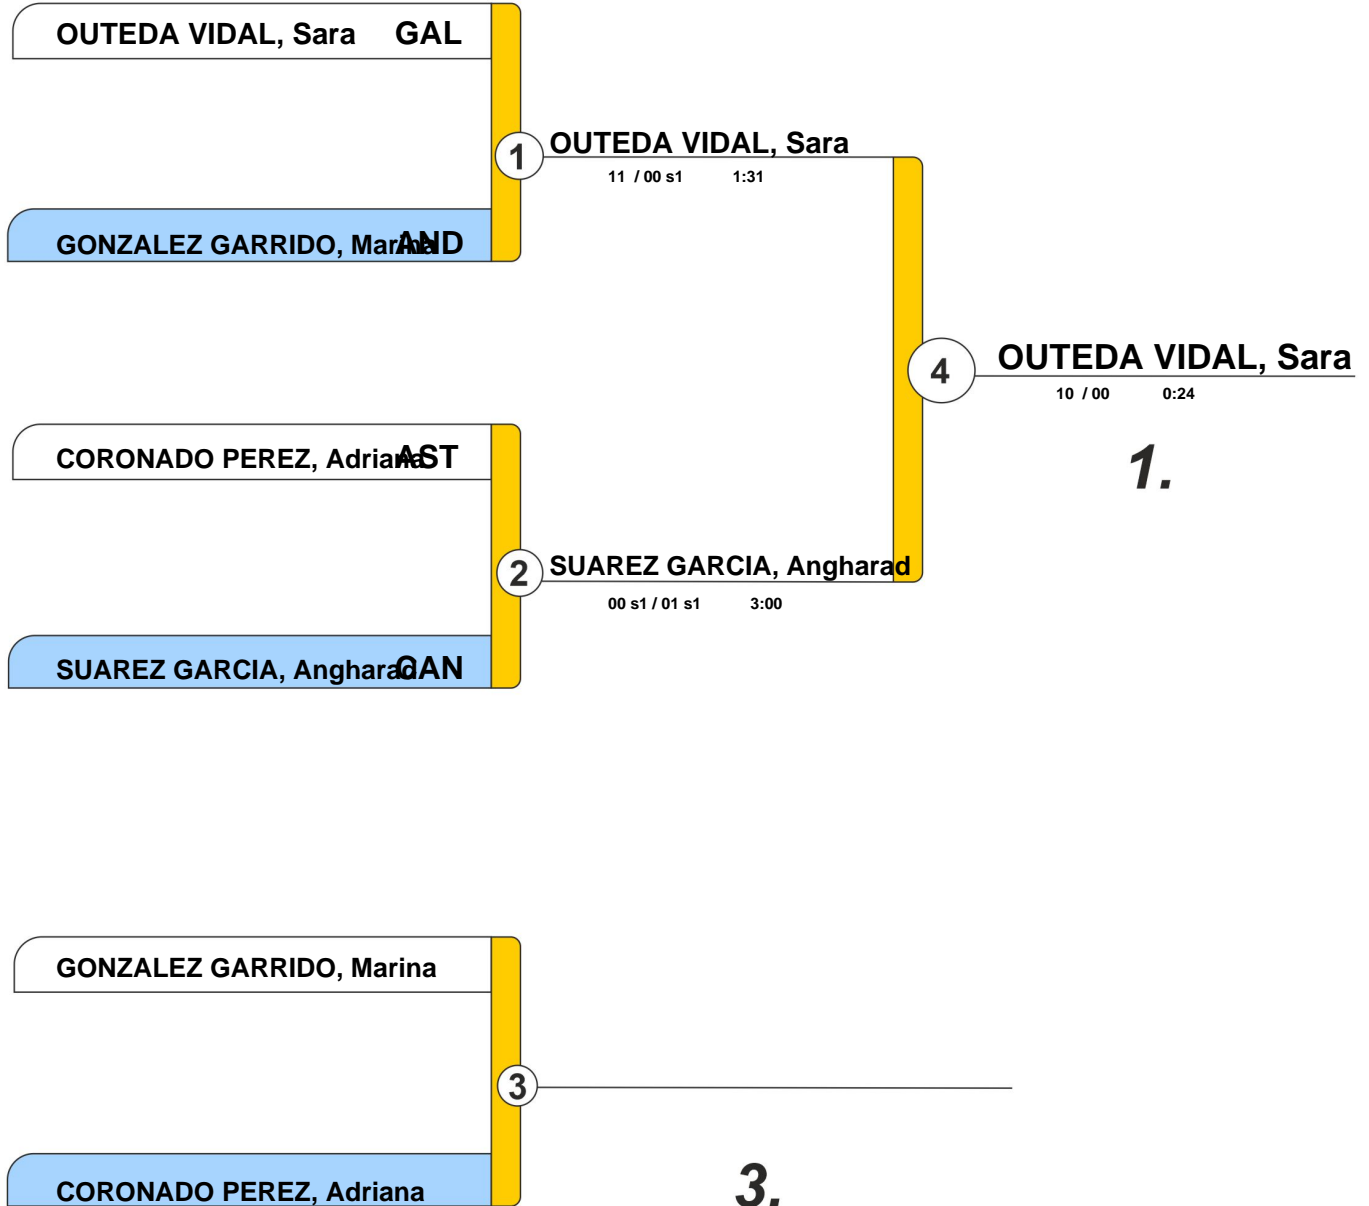 OUTEDA VIDAL, Sara GAL
1 OUTEDA VIDAL, Sara
11 / 00 s1 1:31
GONZALEZ GARRIDO, Marina AND
4 OUTEDA VIDAL, Sara
10 / 00 0:24
1.
CORONADO PEREZ, Adriana AST
2 SUAREZ GARCIA, Angharad
00 s1 / 01 s1 3:00
SUAREZ GARCIA, Angharad CAN
GONZALEZ GARRIDO, Marina
3
CORONADO PEREZ, Adriana
3.